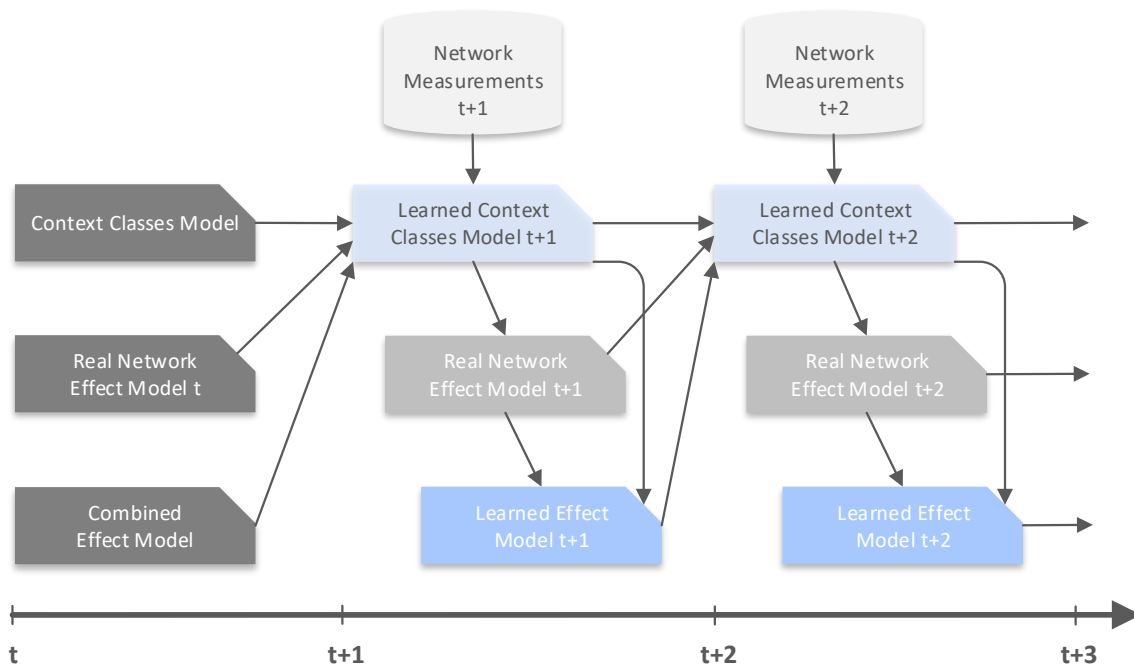 Network
Measurements
t+1
Network
Measurements
t+2
Context Classes Model
Learned Context
Classes Model t+1
Learned Context
Classes Model t+2
Real Network
Effect Model t
Real Network
Effect Model t+1
Real Network
Effect Model t+2
Combined
Effect Model
Learned Effect
Model t+1
Learned Effect
Model t+2
t
t+1
t+2
t+3